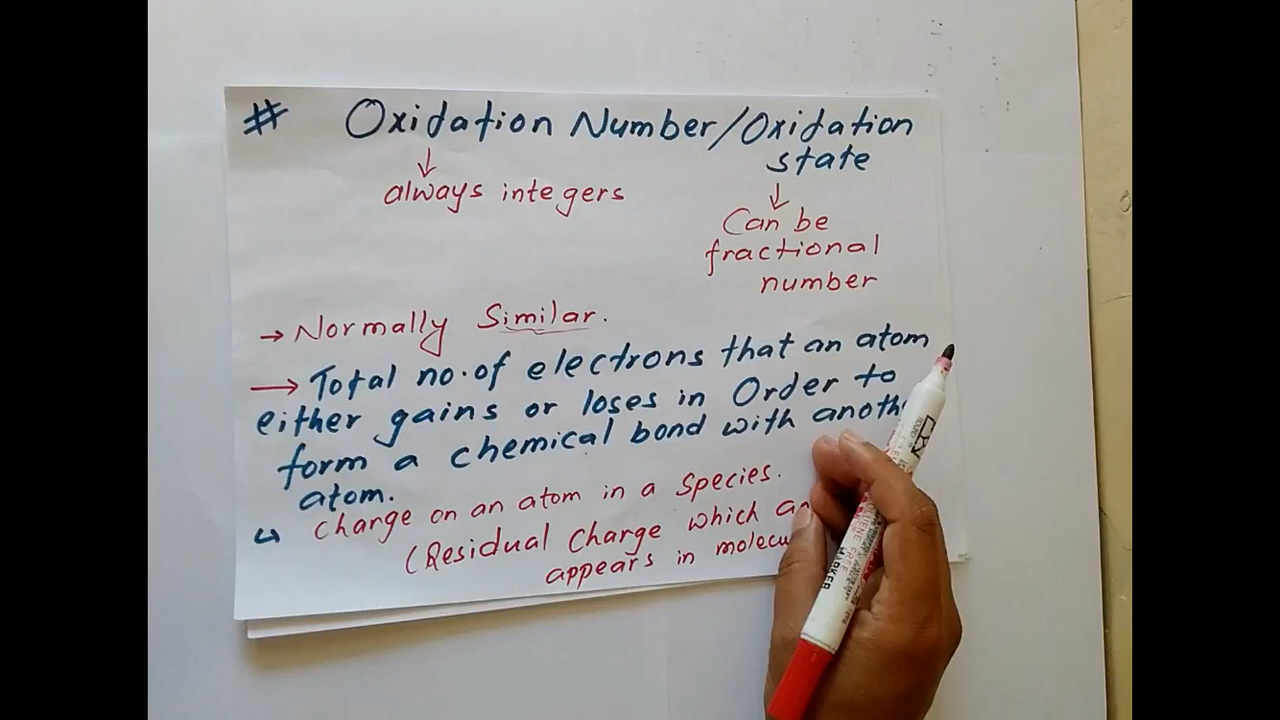 # Oxidation Number/Oxidation
state
always integers
Can be
fractional
number
→ Normally Similar.
→ Total no. of electrons that an atom
either gains or loses in Order to
form a chemical bond with anoth
atom.
↳ Charge on an atom in a Species.
(Residual Charge which a
appears in molecu
MARKER